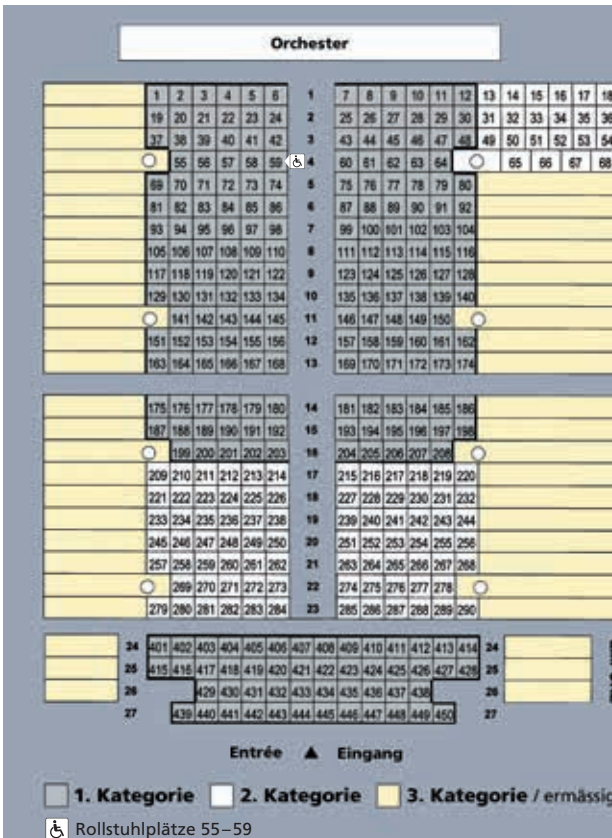 Orchester
1 2 3 4 5 6 1 7 8 9 10 11 12 13 14 15 16 17 18
19 20 21 22 23 24 2 25 26 27 28 29 30 31 32 33 34 35 36
37 38 39 40 41 42 3 43 44 45 46 47 48 49 50 51 52 53 54
55 56 57 58 59 4 60 61 62 63 64 65 66 67 68
69 70 71 72 73 74 5 75 76 77 78 79 80
81 82 83 84 85 86 6 87 88 89 90 91 92
93 94 95 96 97 98 7 99 100 101 102 103 104
105 106 107 108 109 110 8 111 112 113 114 115 116
117 118 119 120 121 122 9 123 124 125 126 127 128
129 130 131 132 133 134 10 135 136 137 138 139 140
141 142 143 144 145 11 146 147 148 149 150
151 152 153 154 155 156 12 157 158 159 160 161 162
163 164 165 166 167 168 13 169 170 171 172 173 174
175 176 177 178 179 180 14 181 182 183 184 185 186
187 188 189 190 191 192 15 193 194 195 196 197 198
199 200 201 202 203 16 204 205 206 207 208
209 210 211 212 213 214 17 215 216 217 218 219 220
221 222 223 224 225 226 18 227 228 229 230 231 232
233 234 235 236 237 238 19 239 240 241 242 243 244
245 246 247 248 249 250 20 251 252 253 254 255 256
257 258 259 260 261 262 21 263 264 265 266 267 268
269 270 271 272 273 22 274 275 276 277 278
279 280 281 282 283 284 23 285 286 287 288 289 290
24 401 402 403 404 405 406 407 408 409 410 411 412 413 414 24
25 415 416 417 418 419 420 421 422 423 424 425 426 427 428 25
26 429 430 431 432 433 434 435 436 437 438 26
27 439 440 441 442 443 444 445 446 447 448 449 450 27
Entrée ▲ Eingang
1. Kategorie 2. Kategorie 3. Kategorie / ermässig
Rollstuhlplätze 55–59